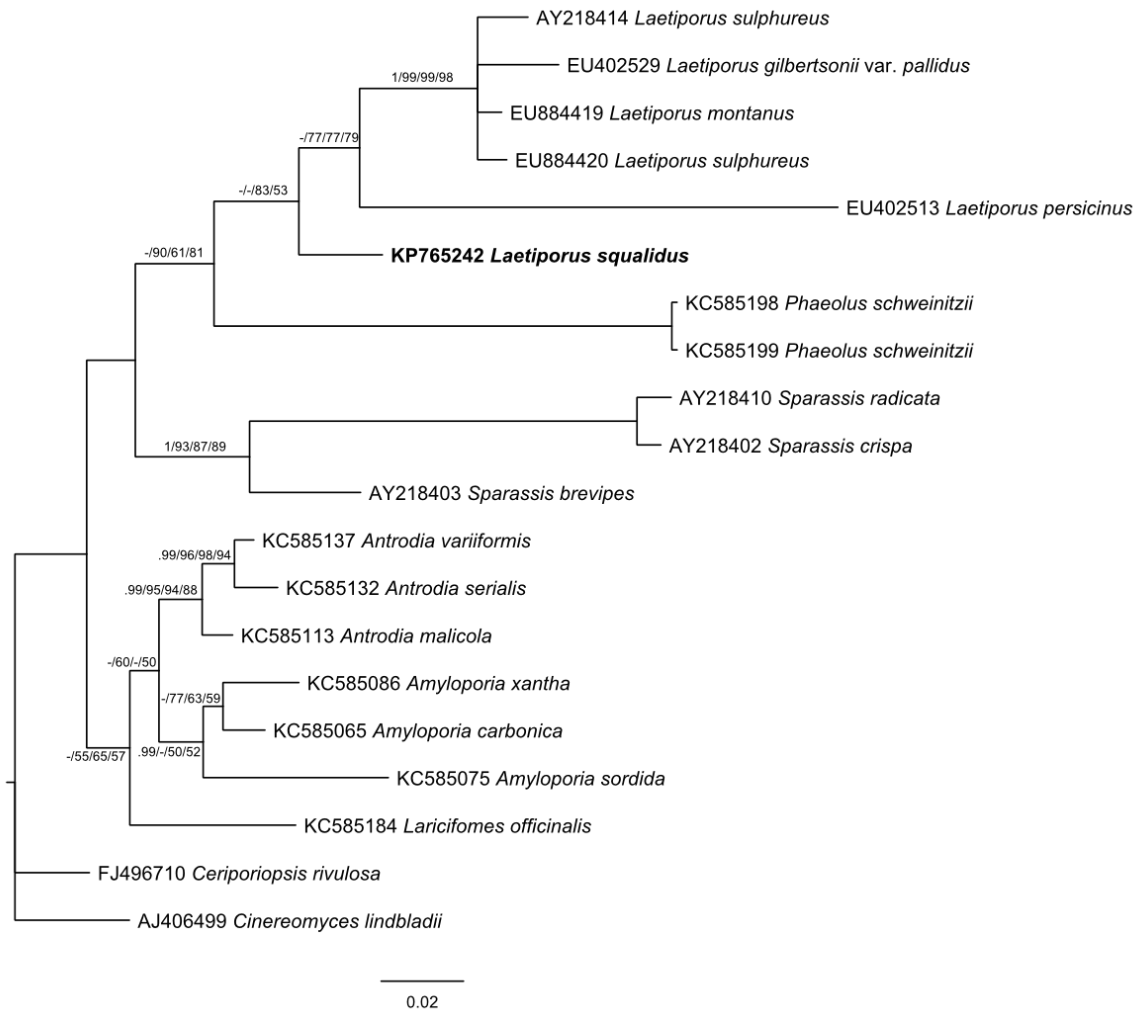 AY218414 Laetiporus sulphureus
EU402529 Laetiporus gilbertsonii var. pallidus
1/99/99/98
EU884419 Laetiporus montanus
-/77/77/79
EU884420 Laetiporus sulphureus
-/-/83/53
EU402513 Laetiporus persicinus
-/90/61/81
KP765242 Laetiporus squalidus
KC585198 Phaeolus schweinitzii
KC585199 Phaeolus schweinitzii
AY218410 Sparassis radicata
1/93/87/89
AY218402 Sparassis crispa
AY218403 Sparassis brevipes
KC585137 Antrodia variiformis
.99/96/98/94
KC585132 Antrodia serialis
.99/95/94/88
KC585113 Antrodia malicola
-/60/-/50
KC585086 Amyloporia xantha
-/77/63/59
KC585065 Amyloporia carbonica
-/55/65/57
.99/-/50/52
KC585075 Amyloporia sordida
KC585184 Laricifomes officinalis
FJ496710 Ceriporiopsis rivulosa
AJ406499 Cinereomyces lindbladii
0.02